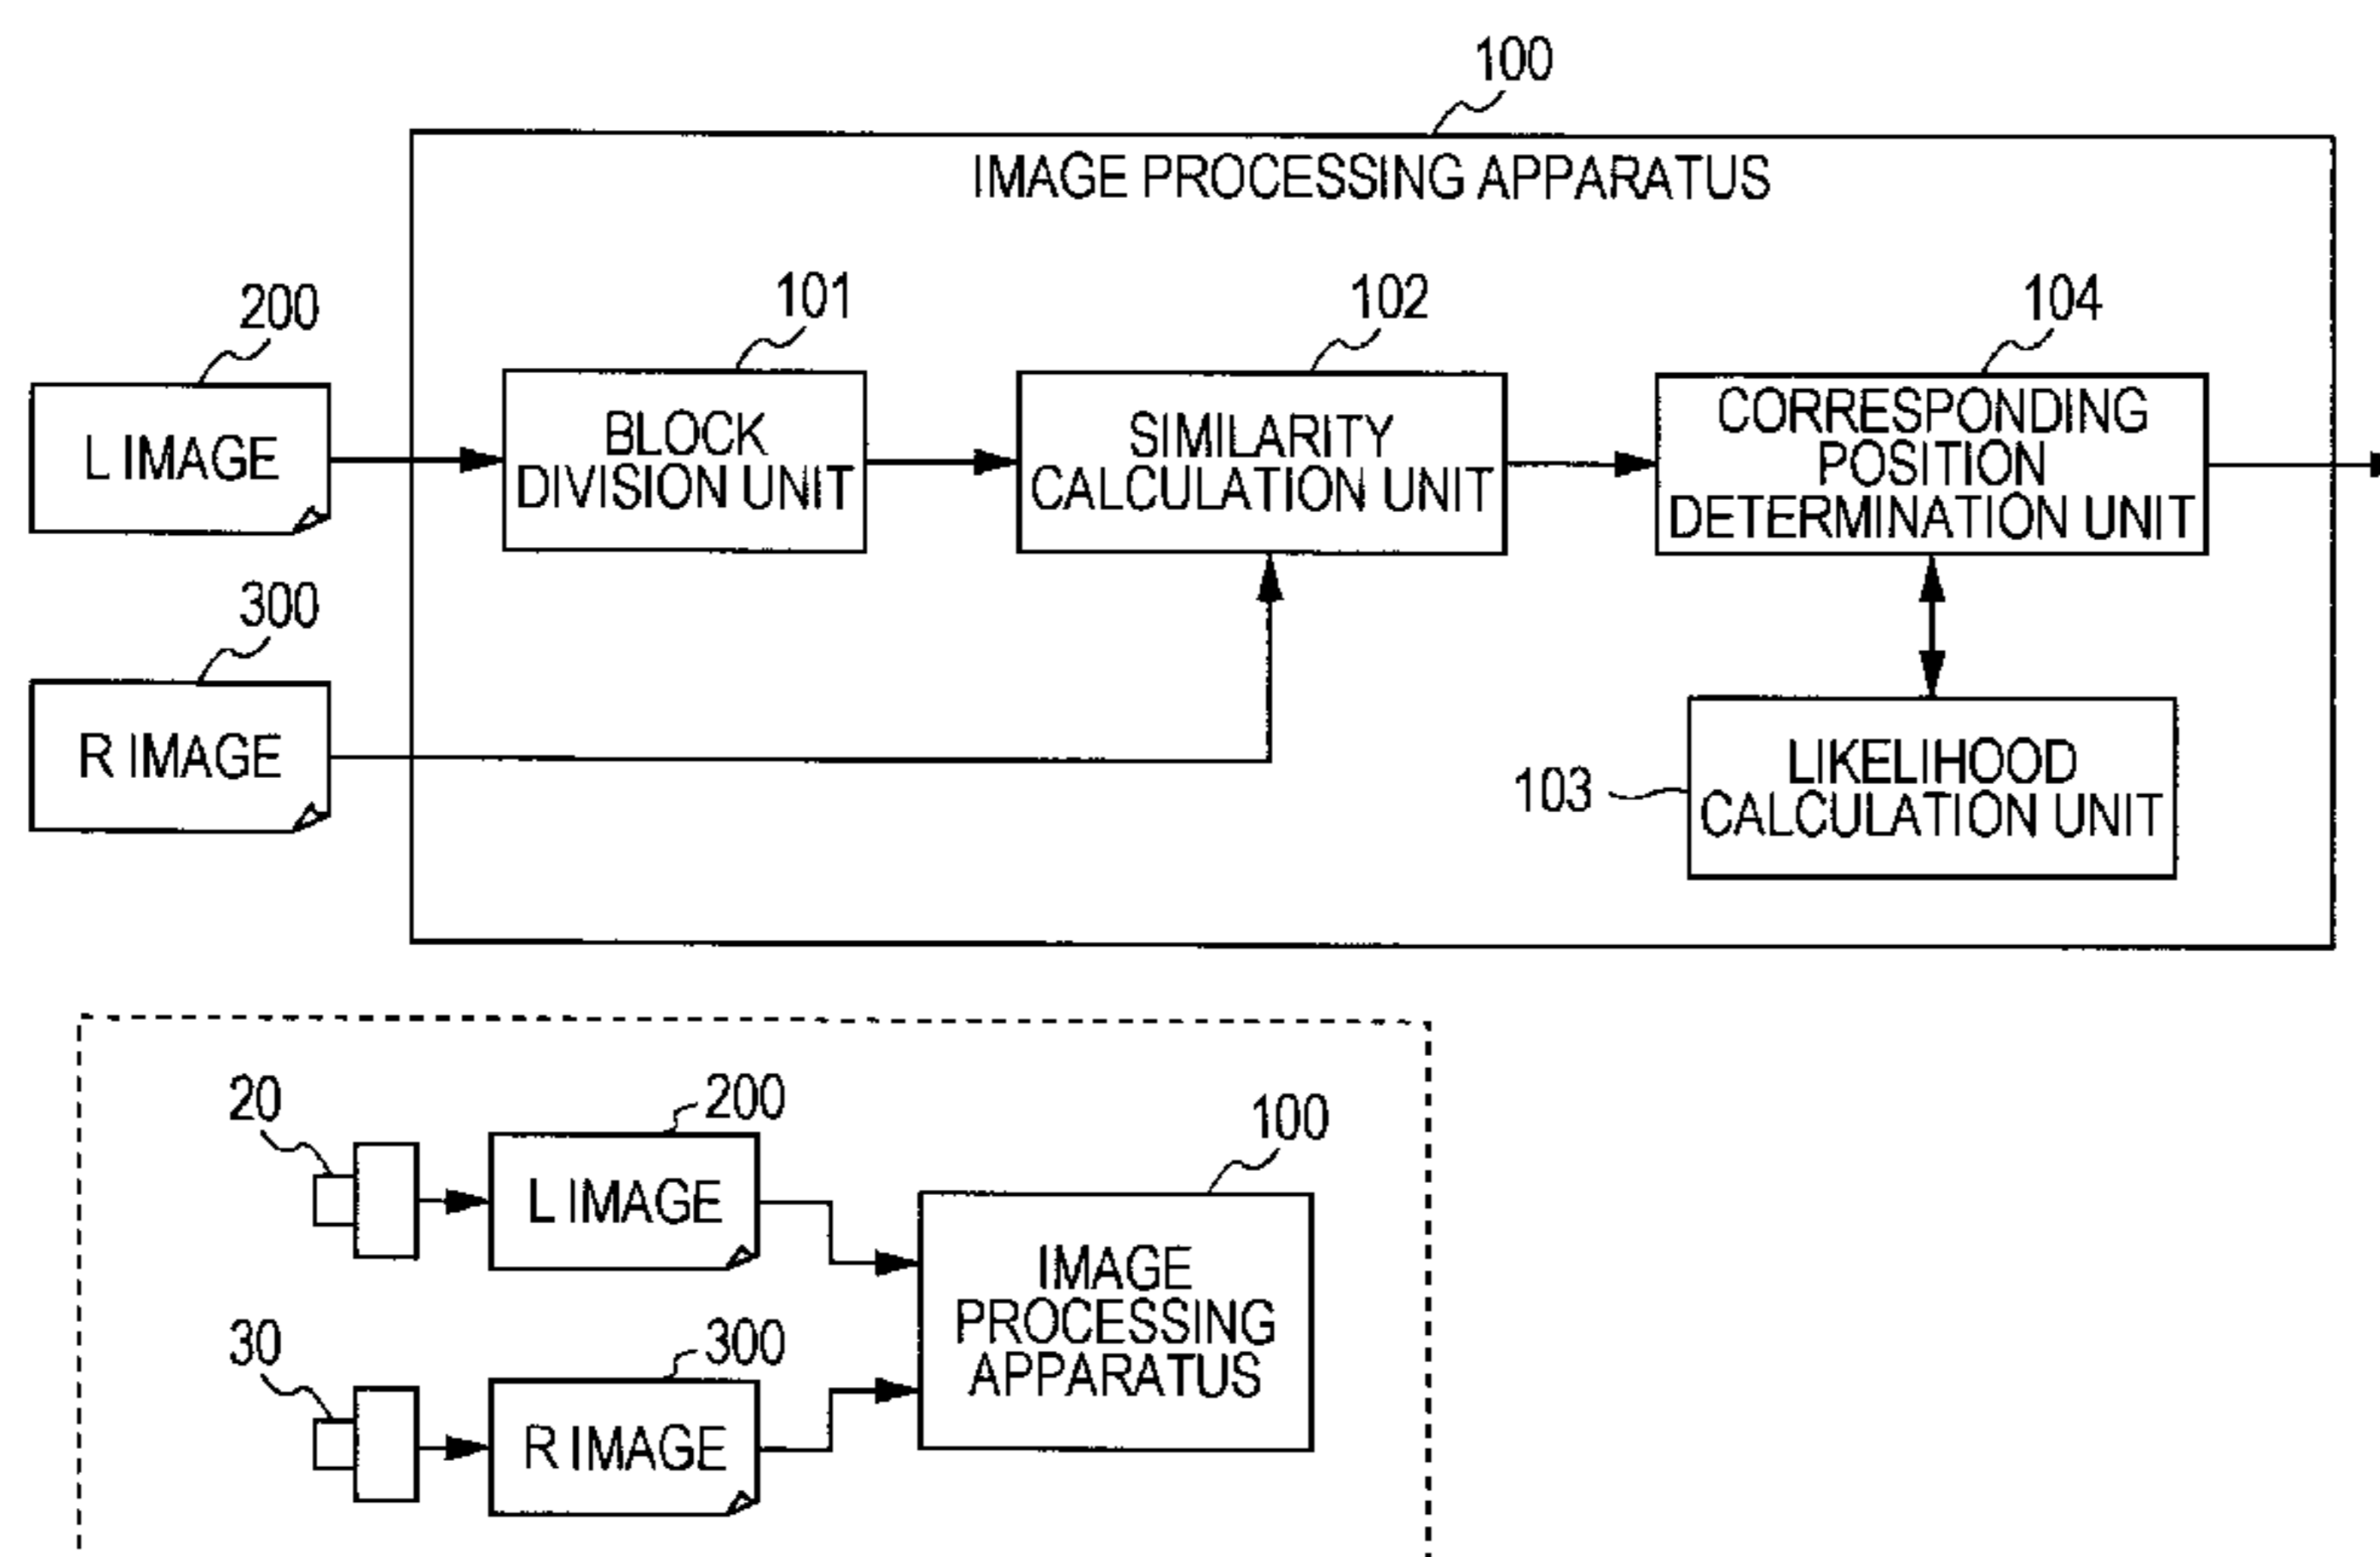 100
IMAGE PROCESSING APPARATUS
200
101
102
104
L IMAGE
BLOCK
DIVISION UNIT
SIMILARITY
CALCULATION UNIT
CORRESPONDING
POSITION
DETERMINATION UNIT
300
R IMAGE
103
LIKELIHOOD
CALCULATION UNIT
20
200
100
L IMAGE
IMAGE
PROCESSING
APPARATUS
30
300
R IMAGE